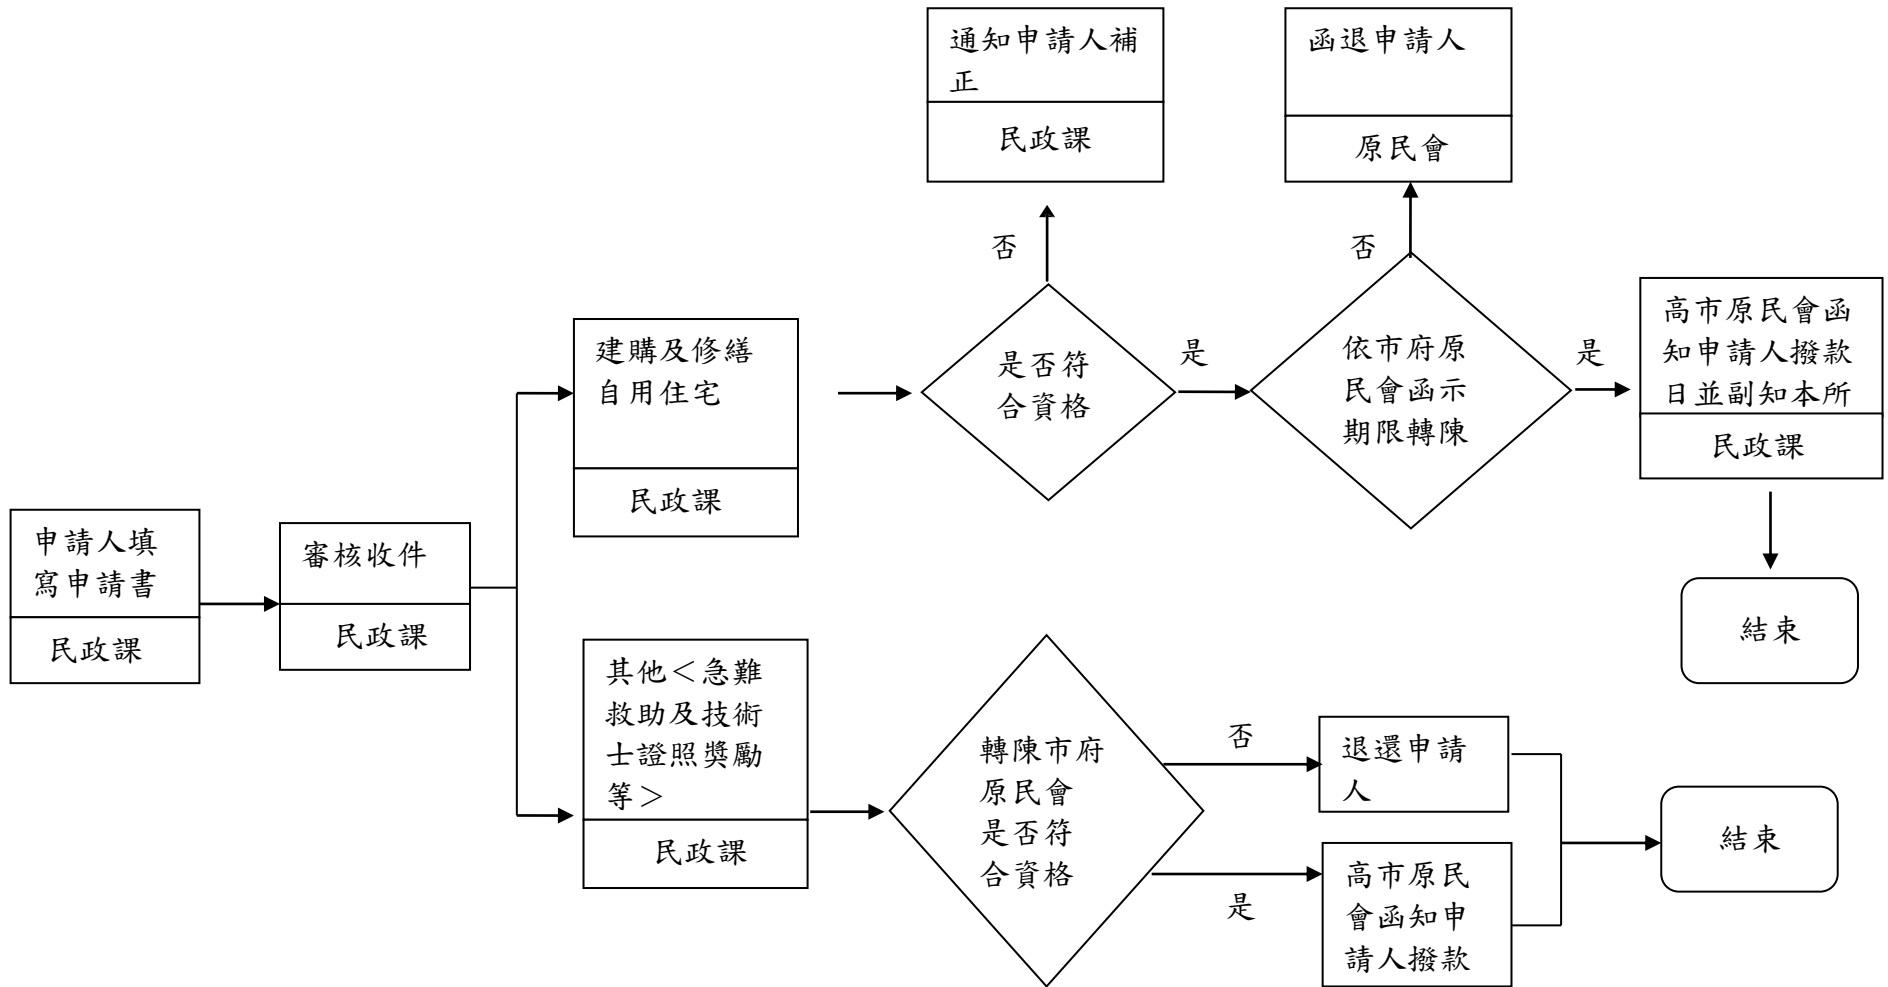 通知申請人補
正
民政課
函退申請人
原民會
否
否
高市原民會函
知申請人撥款
日並副知本所
民政課
建購及修繕
自用住宅
民政課
是否符
合資格
是
依市府原
民會函示
期限轉陳
是
申請人填
寫申請書
民政課
審核收件
民政課
結束
其他＜急難
救助及技術
士證照獎勵
等＞
民政課
轉陳市府
原民會
是否符
合資格
否
退還申請
人
是
高市原民
會函知申
請人撥款
結束